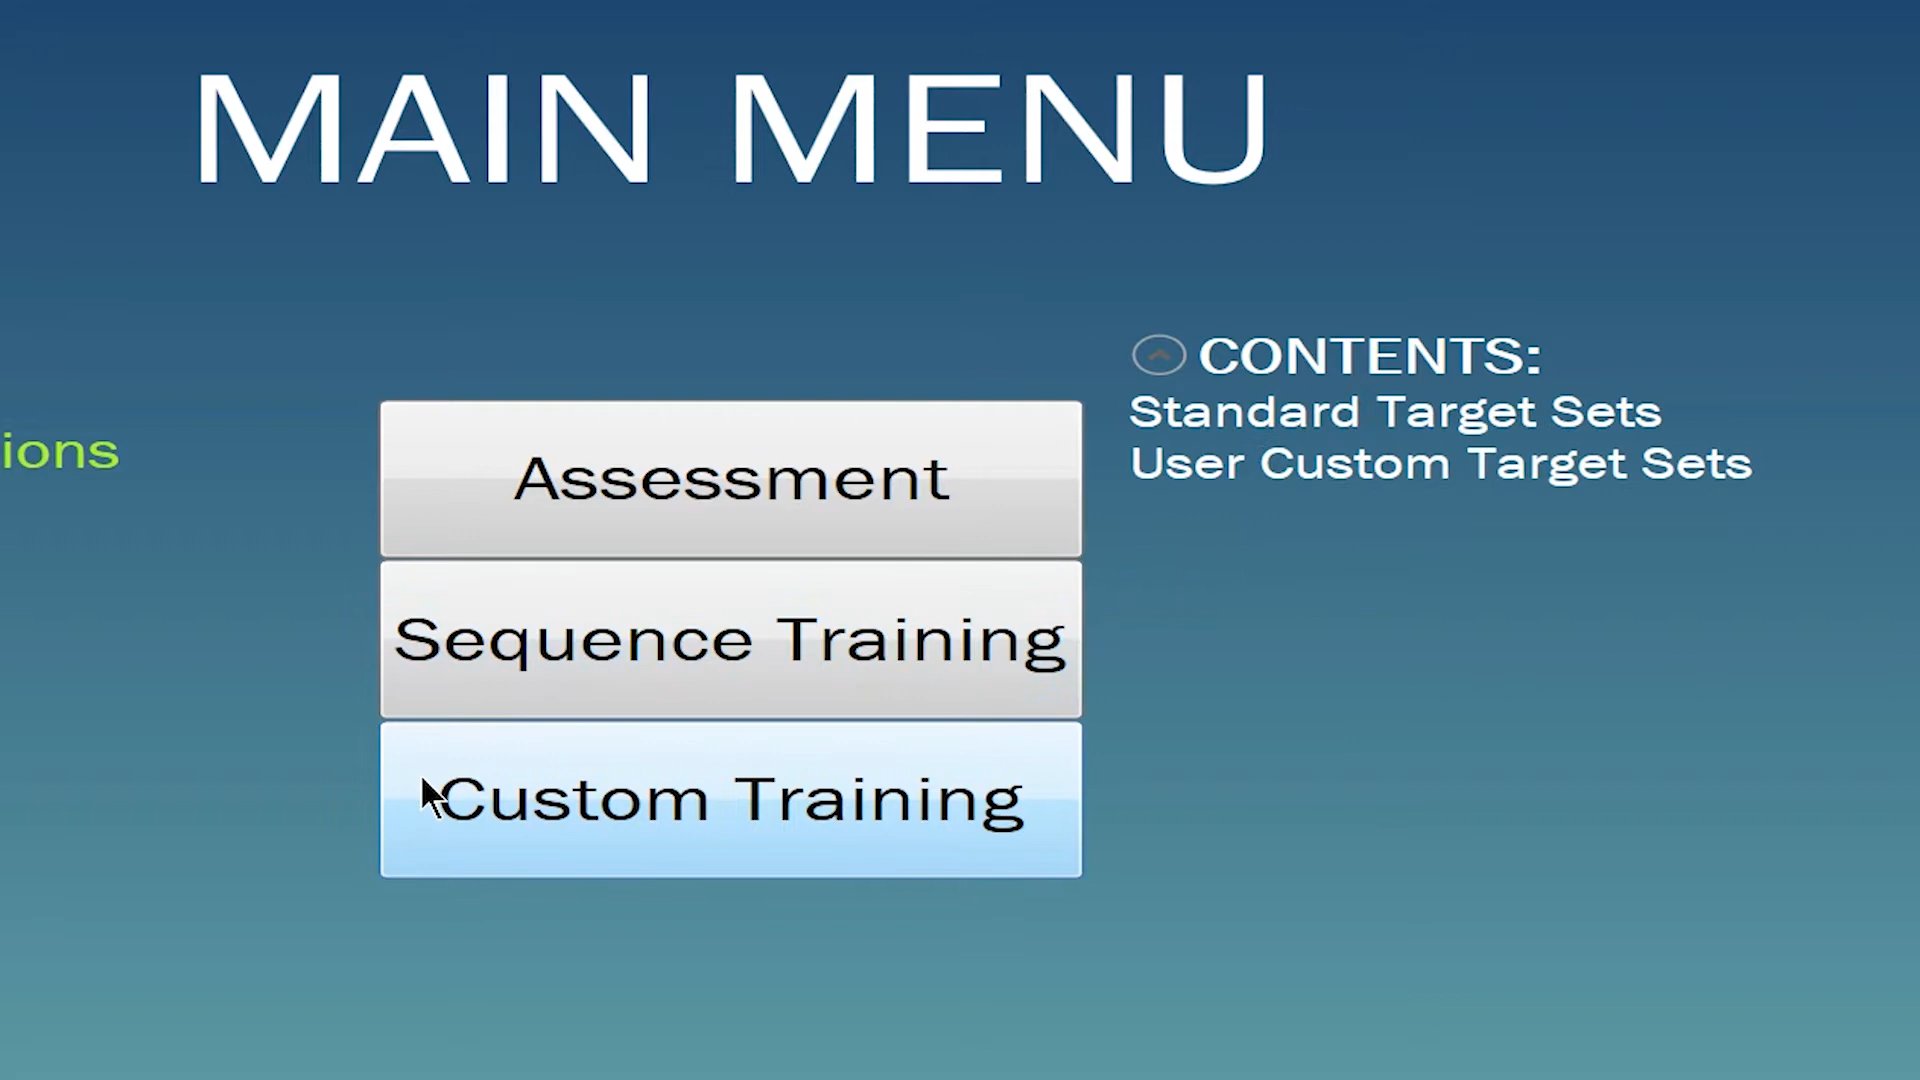 MAIN MENU
CONTENTS:
Standard Target Sets
User Custom Target Sets
ions
Assessment
Sequence Training
Custom Training